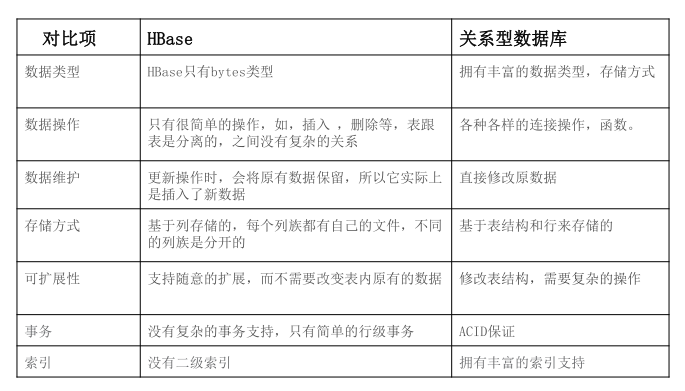 对比项 HBase 关系型数据库
数据类型 HBase只有bytes类型 拥有丰富的数据类型，存储方式
数据操作 只有很简单的操作，如，插入 ，删除等，表跟 各种各样的连接操作，函数。
表是分离的，之间没有复杂的关系
数据维护 更新操作时，会将原有数据保留，所以它实际上 直接修改原数据
是插入了新数据
存储方式 基于列存储的，每个列族都有自己的文件，不同 基于表结构和行来存储的
的列族是分开的
可扩展性 支持随意的扩展，而不需要改变表内原有的数据 修改表结构，需要复杂的操作
事务 没有复杂的事务支持，只有简单的行级事务 ACID保证
索引 没有二级索引 拥有丰富的索引支持